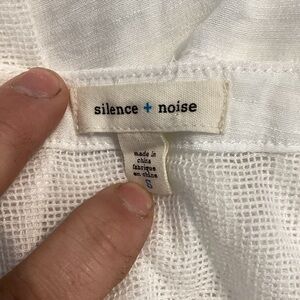 silence + noise
made in
china
fabriqué
en chine
S